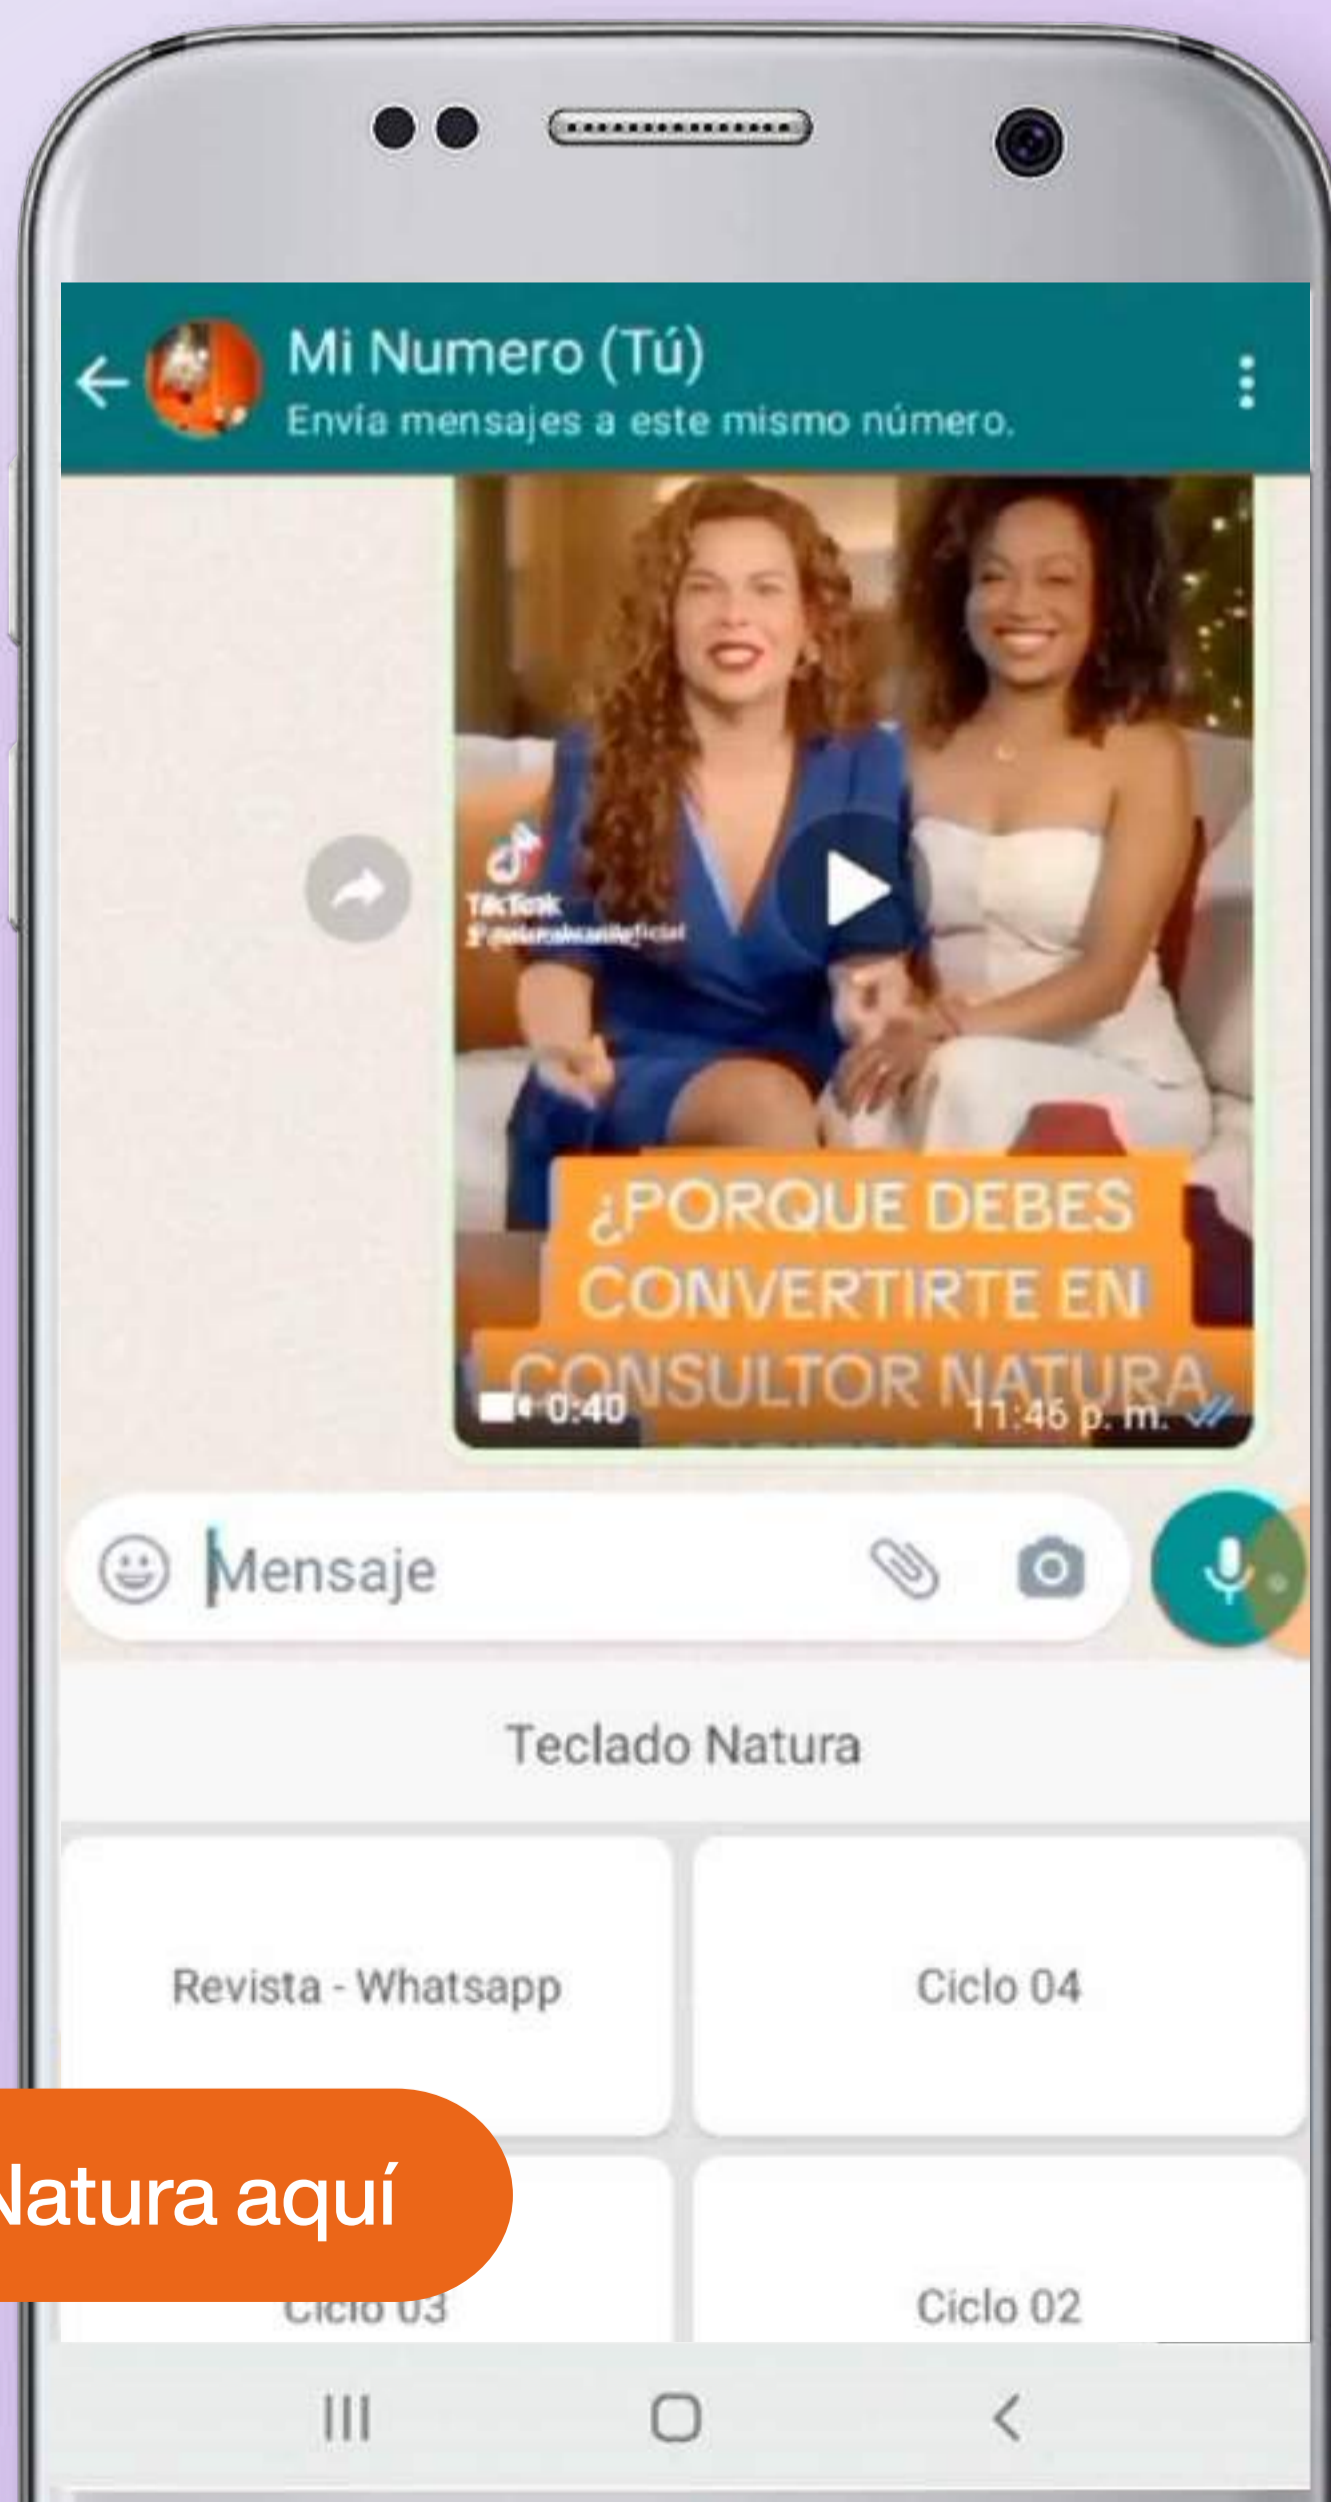 Mi Numero (Tú)
Envía mensajes a este mismo número.
TikTok
¿PORQUE DEBES
CONVERTIRTE EN
CONSULTOR NATURA
0:40
11:46 p. m.
Mensaje
Teclado Natura
Revista - Whatsapp
Ciclo 04
Natura aquí
Ciclo 03
Ciclo 02